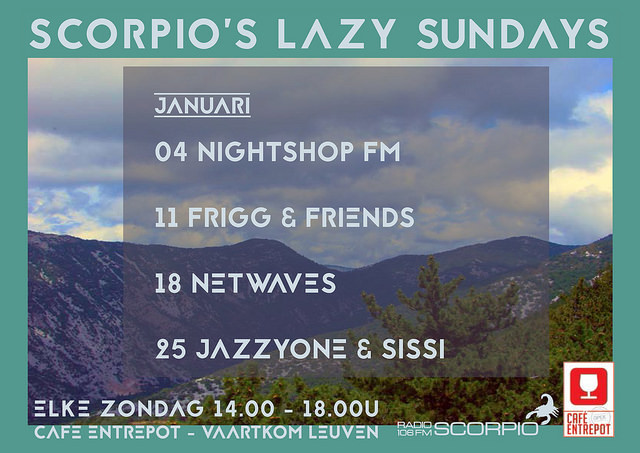 SCORPIO'S LAZY SUNDAYS
JANUARI
04 NIGHTSHOP FM
11 FRIGG & FRIENDS
18 NETWAVES
25 JAZZYONE & SISSI
ELKE ZONDAG 14.00 - 18.00U
CAFE ENTREPOT - VAARTKOM LEUVEN
RADIO
106 FM SCORPIO
CAFÉ
ENTREPOT